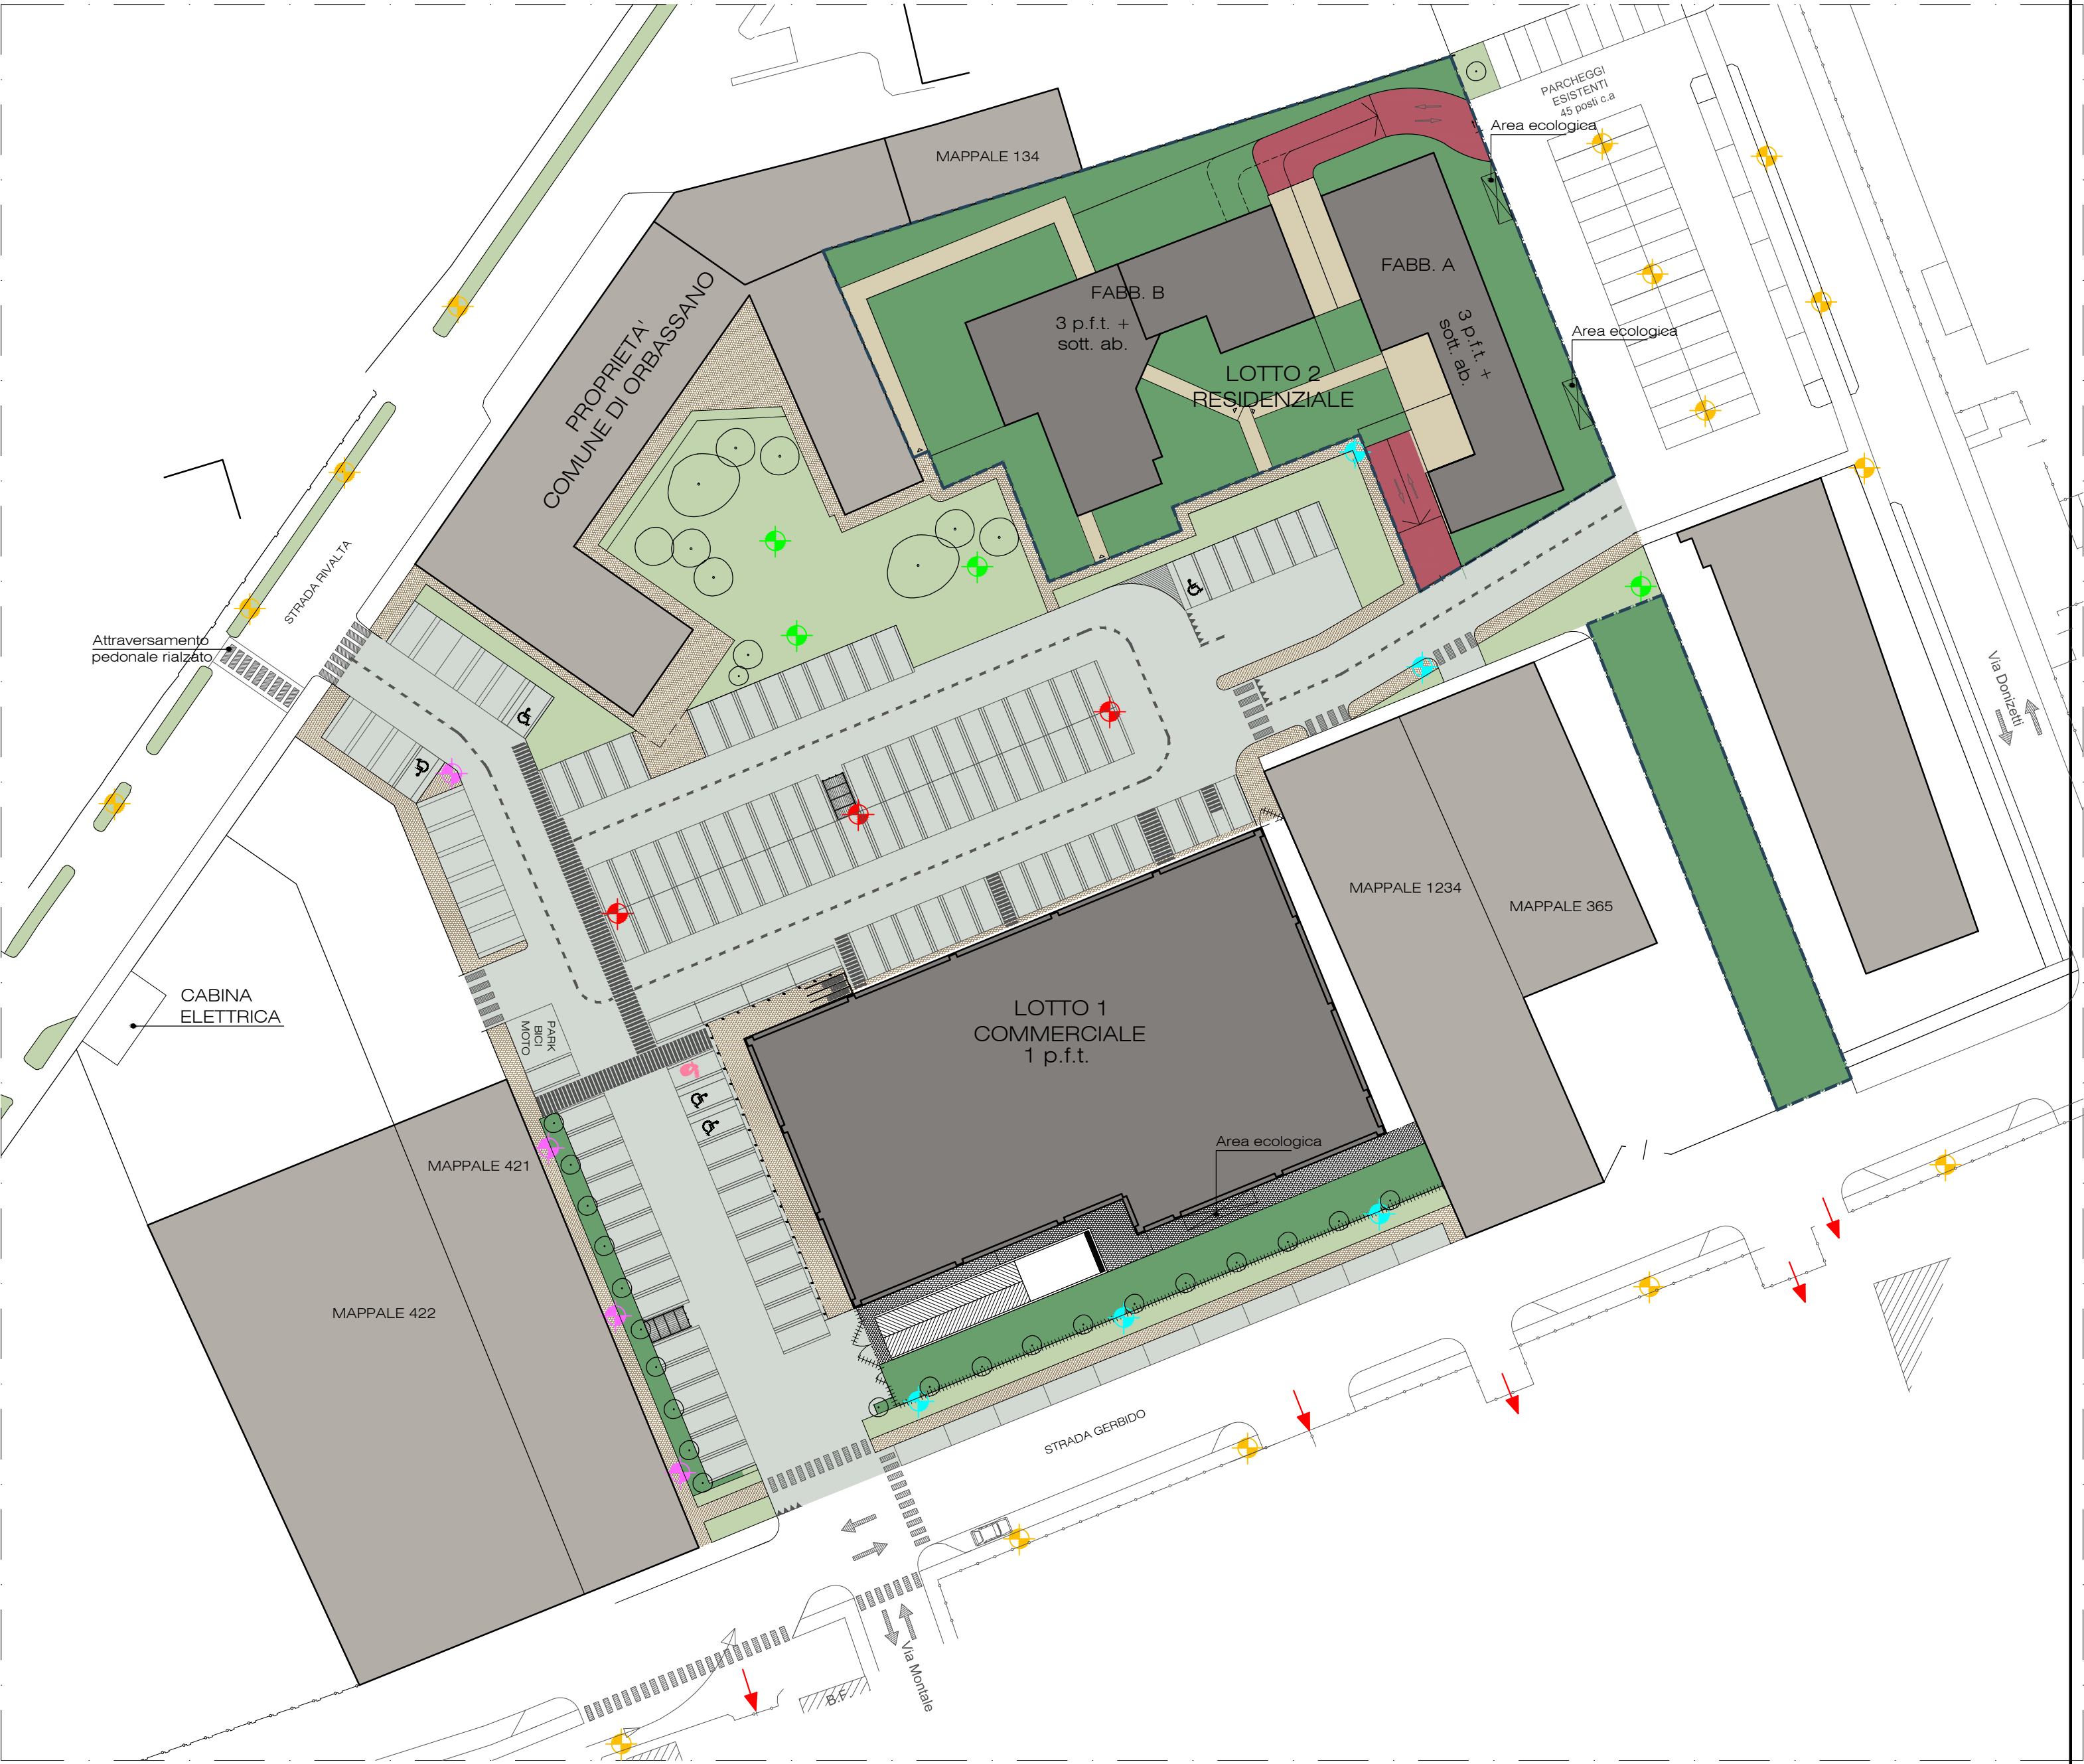 PARCHEGGI
ESISTENTI
45 posti c.a
Area ecologica
MAPPALE 134
FABB. A
3 p.f.t. +
sott. ab.
FABB. B
3 p.f.t. +
sott. ab.
Area ecologica
LOTTO 2
RESIDENZIALE
PROPRIETA'
COMUNE DI ORBASSANO
STRADA RIVALTA
Attraversamento
pedonale rialzato
Via Donizetti
MAPPALE 1234
MAPPALE 365
CABINA
ELETTRICA
PARK
BICI
MOTO
LOTTO 1
COMMERCIALE
1 p.f.t.
Area ecologica
MAPPALE 421
MAPPALE 422
STRADA GERBIDO
Via Montale
B.F.